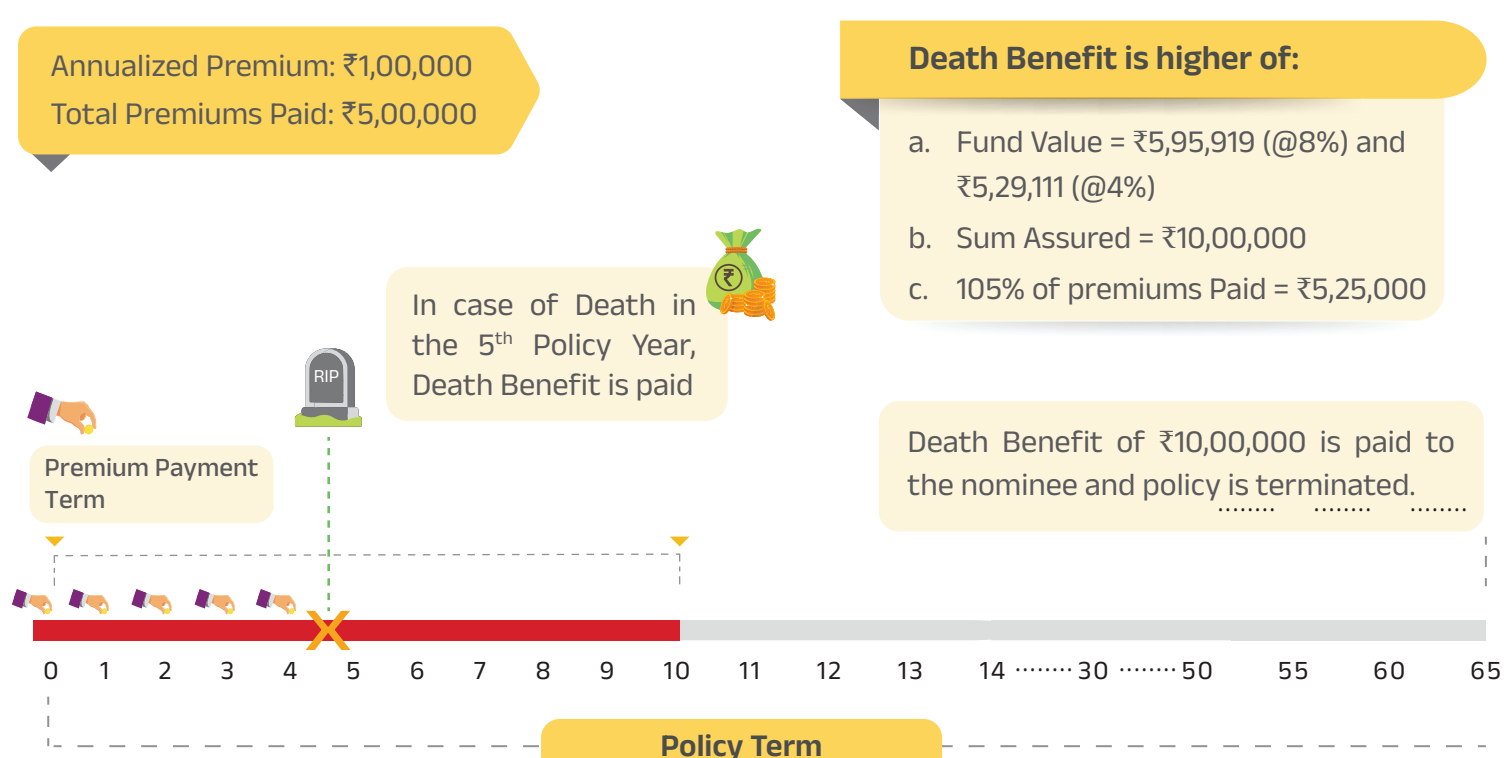 Annualized Premium: ₹1,00,000
Total Premiums Paid: ₹5,00,000
Death Benefit is higher of:
a. Fund Value = ₹5,95,919 (@8%) and
₹5,29,111 (@4%)
b. Sum Assured = ₹10,00,000
c. 105% of premiums Paid = ₹5,25,000
₹
In case of Death in
the 5th Policy Year,
Death Benefit is paid
RIP
Premium Payment
Term
Death Benefit of ₹10,00,000 is paid to
the nominee and policy is terminated.
0 1 2 3 4 5 6 7 8 9 10 11 12 13 14 ........ 30 ........ 50 55 60 65
Policy Term